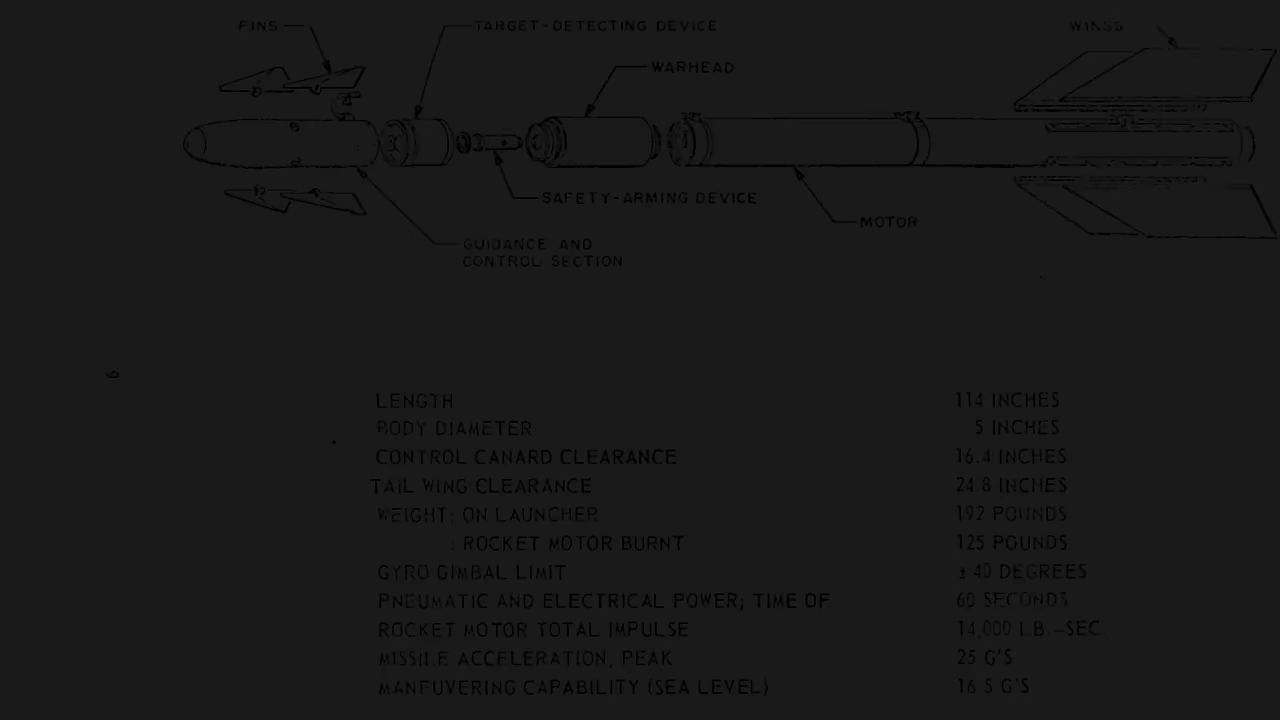 FINS
TARGET-DETECTING DEVICE
WINGS
WARHEAD
SAFETY-ARMING DEVICE
MOTOR
GUIDANCE AND
CONTROL SECTION
6
LENGTH 114 INCHES
BODY DIAMETER 5 INCHES
CONTROL CANARD CLEARANCE 16.4 INCHES
TAIL WING CLEARANCE 24.8 INCHES
WEIGHT: ON LAUNCHER 192 POUNDS
: ROCKET MOTOR BURNT 125 POUNDS
GYRO GIMBAL LIMIT ± 40 DEGREES
PNEUMATIC AND ELECTRICAL POWER; TIME OF 60 SECONDS
ROCKET MOTOR TOTAL IMPULSE 14,000 LB.-SEC.
MISSILE ACCELERATION, PEAK 25 G'S
MANEUVERING CAPABILITY (SEA LEVEL) 16.5 G'S